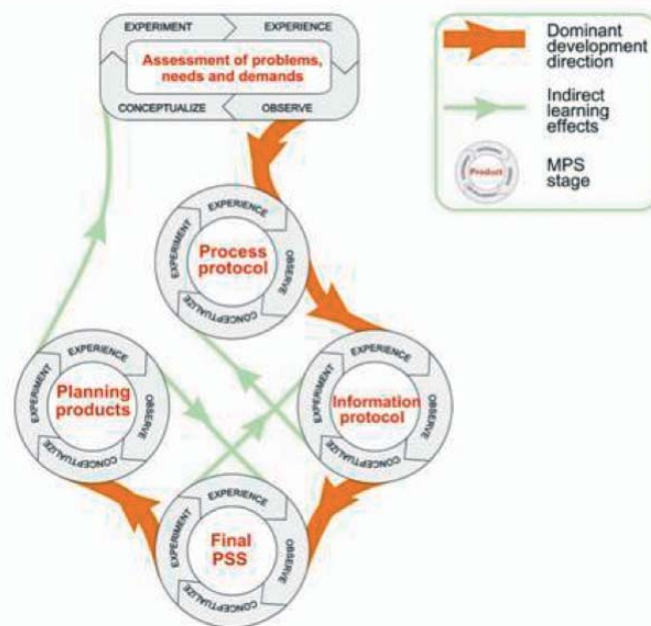 EXPERIMENT
EXPERIENCE
Assessment of problems,
needs and demands
CONCEPTUALIZE
OBSERVE
Dominant
development
direction
Indirect
learning
effects
Product
MPS
stage
EXPERIENCE
EXPERIMENT
Process
protocol
OBSERVE
CONCEPTUALIZE
EXPERIENCE
EXPERIMENT
Planning
products
OBSERVE
CONCEPTUALIZE
EXPERIENCE
EXPERIMENT
Information
protocol
OBSERVE
CONCEPTUALIZE
EXPERIENCE
EXPERIMENT
Final
PSS
OBSERVE
CONCEPTUALIZE